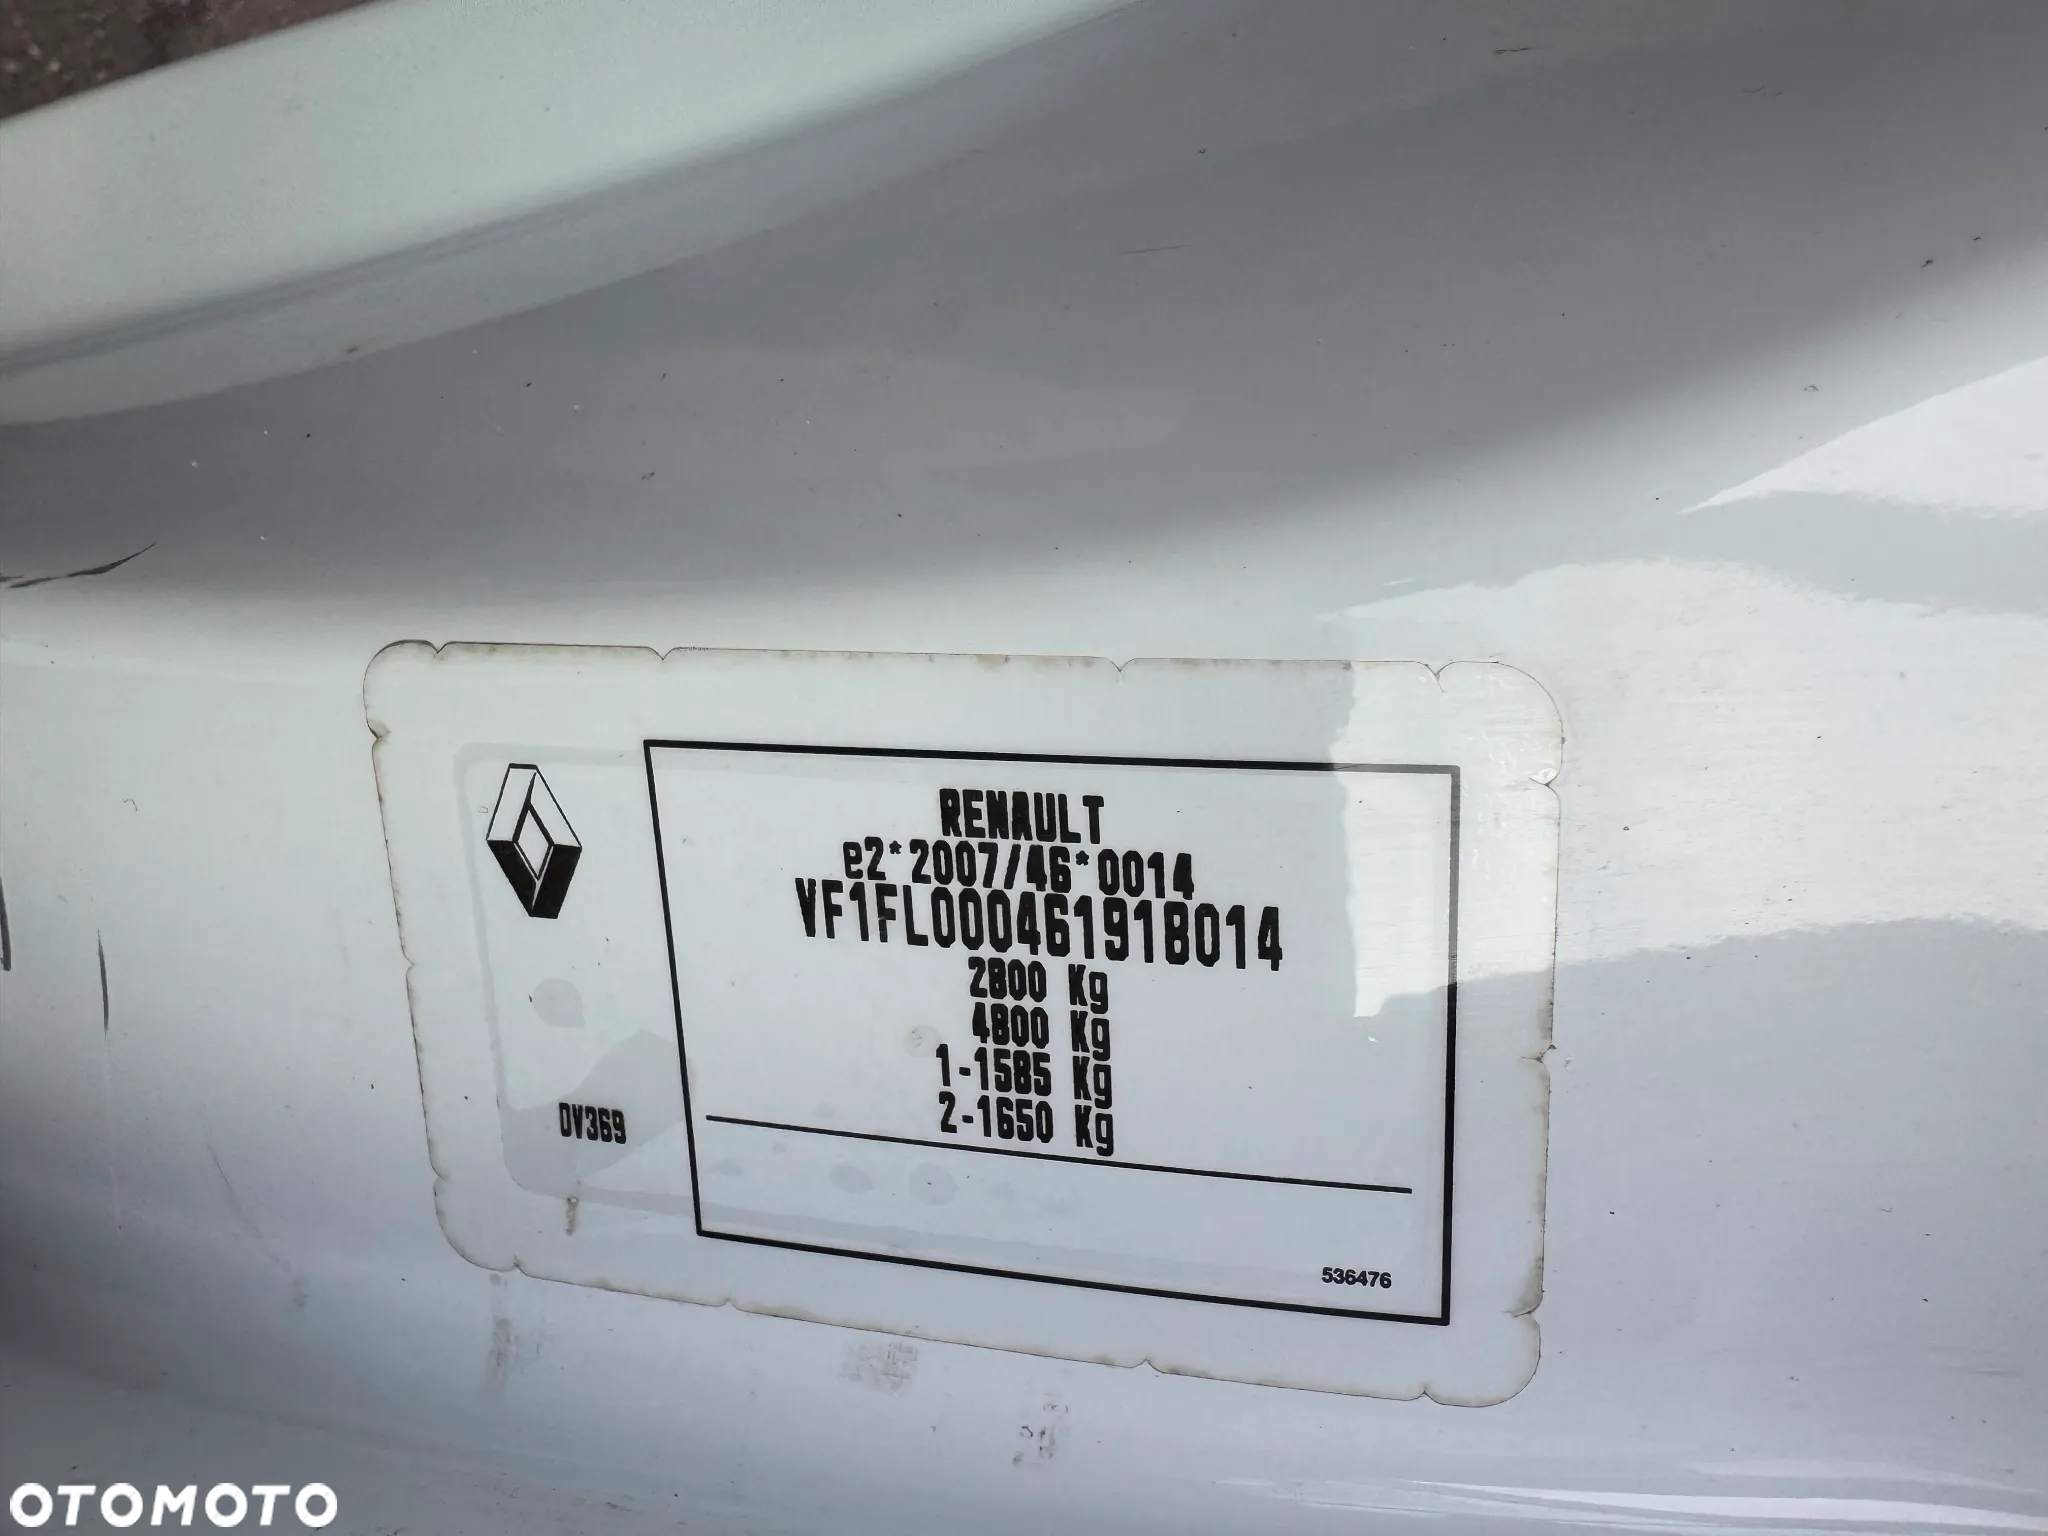 RENAULT
e2*2007/46*0014
VF1FL000461918014
2800 Kg
4800 Kg
1-1585 Kg
2-1650 Kg
DV369
536476
OTOMOTO